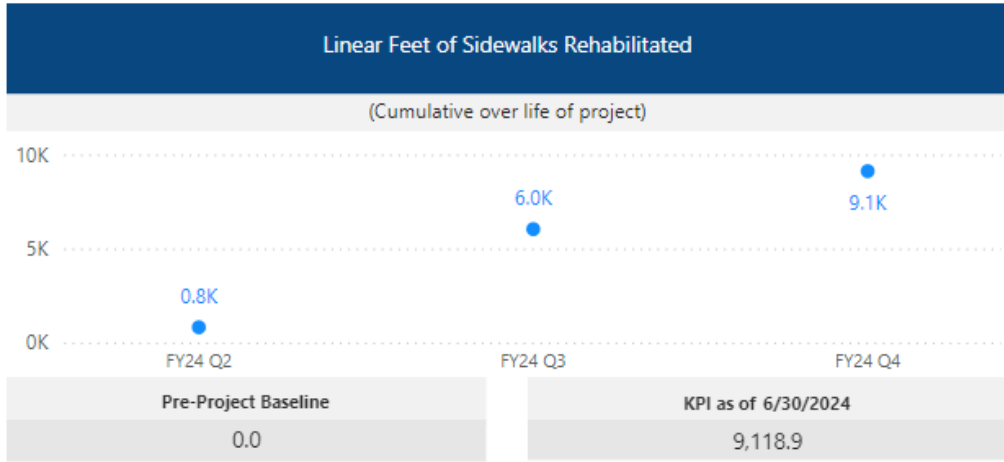 Linear Feet of Sidewalks Rehabilitated
(Cumulative over life of project)
10K
9.1K
6.0K
5K
0.8K
0K
FY24 Q2 FY24 Q3 FY24 Q4
Pre-Project Baseline KPI as of 6/30/2024
0.0 9,118.9